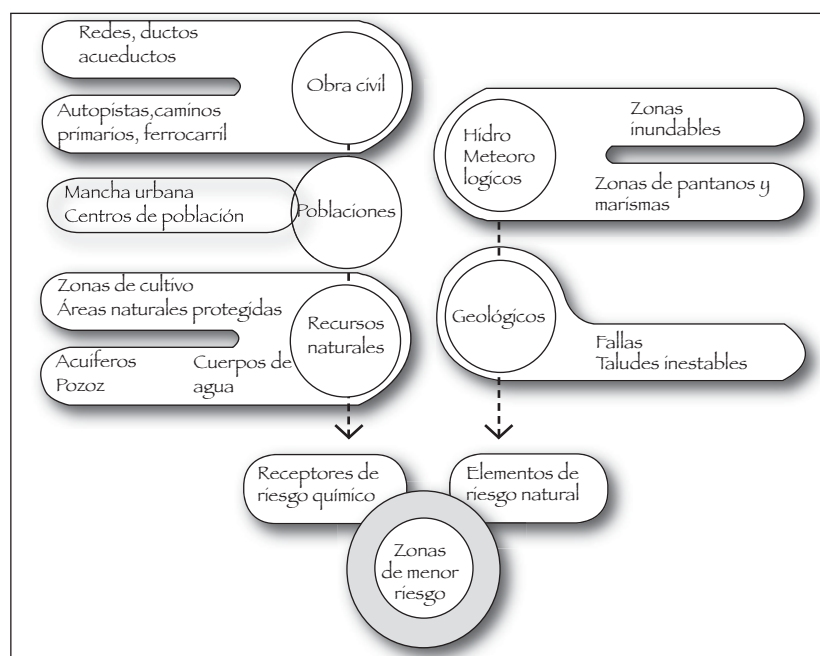 Redes, ductos
acueductos
Obra civil
Autopistas,caminos
primarios, ferrocarril
Mancha urbana
Centros de población
Poblaciones
Zonas de cultivo
Áreas naturales protegidas
Recursos
naturales
Acuíferos
Pozoz
Cuerpos de
agua
Hidro
Meteoro
logicos
Zonas
inundables
Zonas de pantanos y
marismas
Geológicos
Fallas
Taludes inestables
Receptores de
riesgo químico
Elementos de
riesgo natural
Zonas
de menor
riesgo